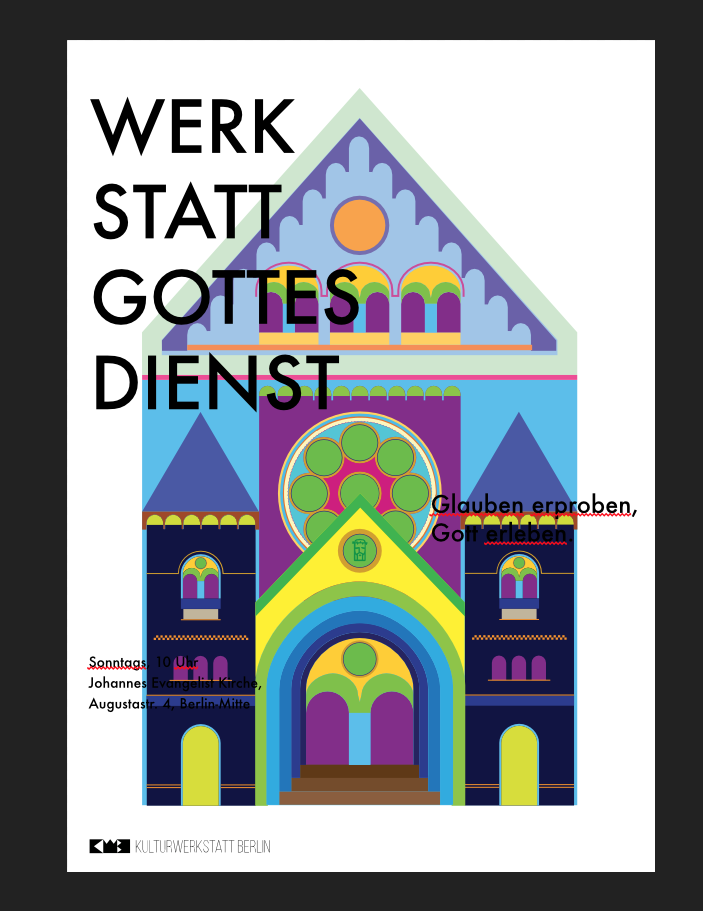 WERK
STATT
GOTTES
DIENST
Glauben erproben,
Gott erleben.
Sonntags, 10 Uhr
Johannes Evangelist Kirche,
Augustastr. 4, Berlin-Mitte
KWB KULTURWERKSTATT BERLIN